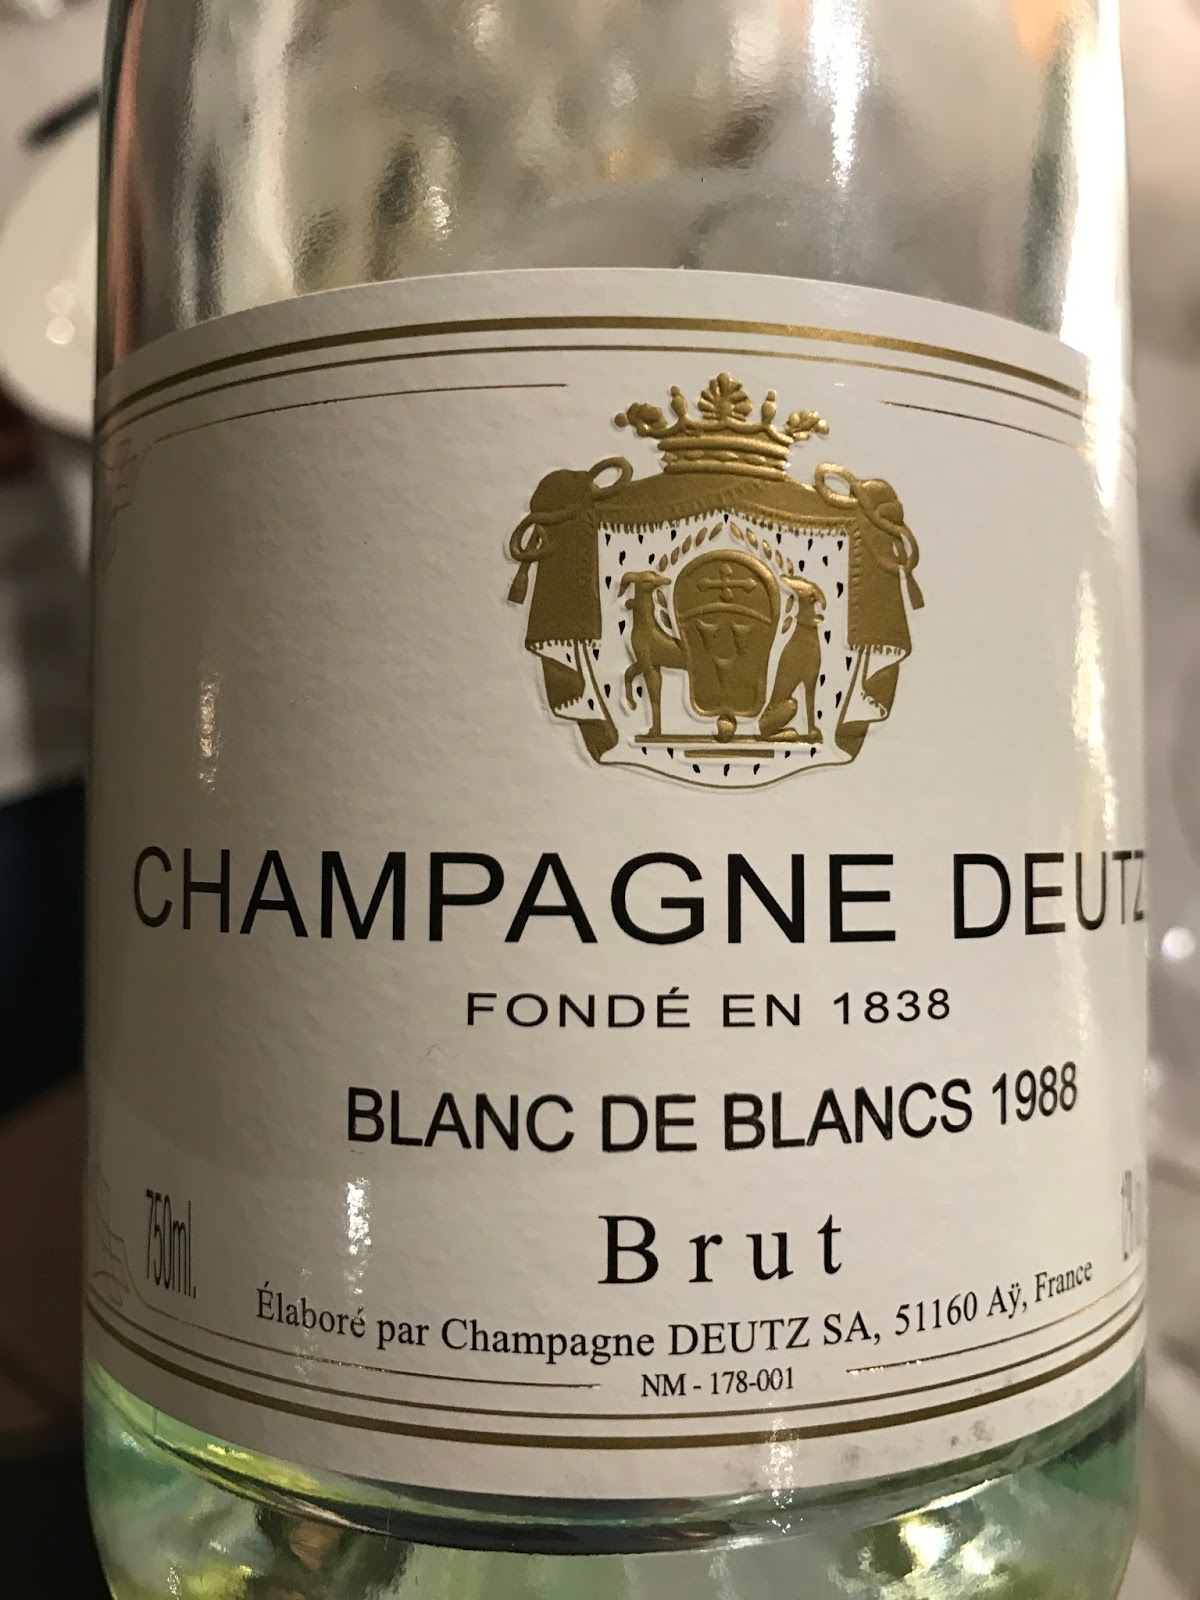 CHAMPAGNE DEUTZ
FONDÉ EN 1838
BLANC DE BLANCS 1988
Brut
750ml.
Élaboré par Champagne DEUTZ SA, 51160 Aÿ, France
NM - 178-001